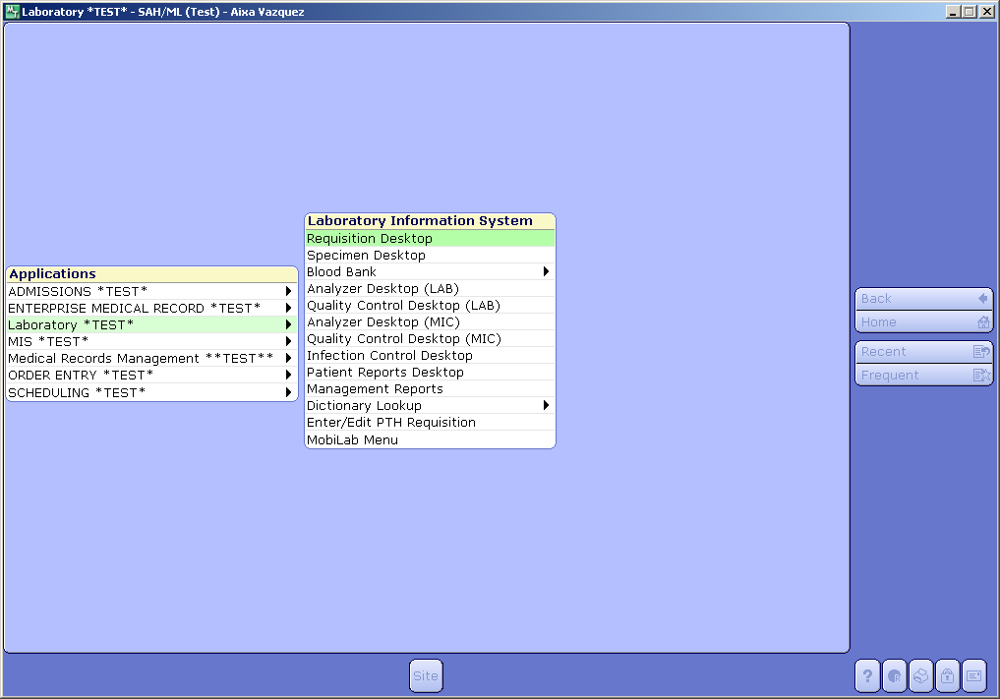 Laboratory *TEST* - SAH/ML (Test) - Aixa Vazquez
Laboratory Information System
Requisition Desktop
Specimen Desktop
Blood Bank
Analyzer Desktop (LAB)
Quality Control Desktop (LAB)
Analyzer Desktop (MIC)
Quality Control Desktop (MIC)
Infection Control Desktop
Patient Reports Desktop
Management Reports
Dictionary Lookup
Enter/Edit PTH Requisition
MobiLab Menu
Applications
ADMISSIONS *TEST*
ENTERPRISE MEDICAL RECORD *TEST*
Laboratory *TEST*
MIS *TEST*
Medical Records Management **TEST**
ORDER ENTRY *TEST*
SCHEDULING *TEST*
Back
Home
Recent
Frequent
Site
?